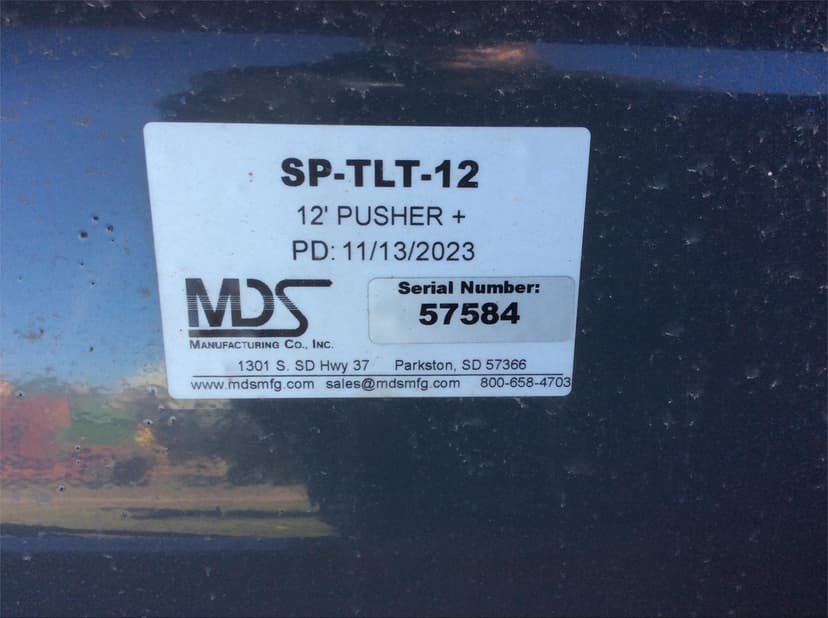 SP-TLT-12
12' PUSHER +
PD: 11/13/2023
MDS
MANUFACTURING CO., INC.
Serial Number:
57584
1301 S. SD Hwy 37 Parkston, SD 57366
www.mdsmfg.com sales@mdsmfg.com 800-658-4703